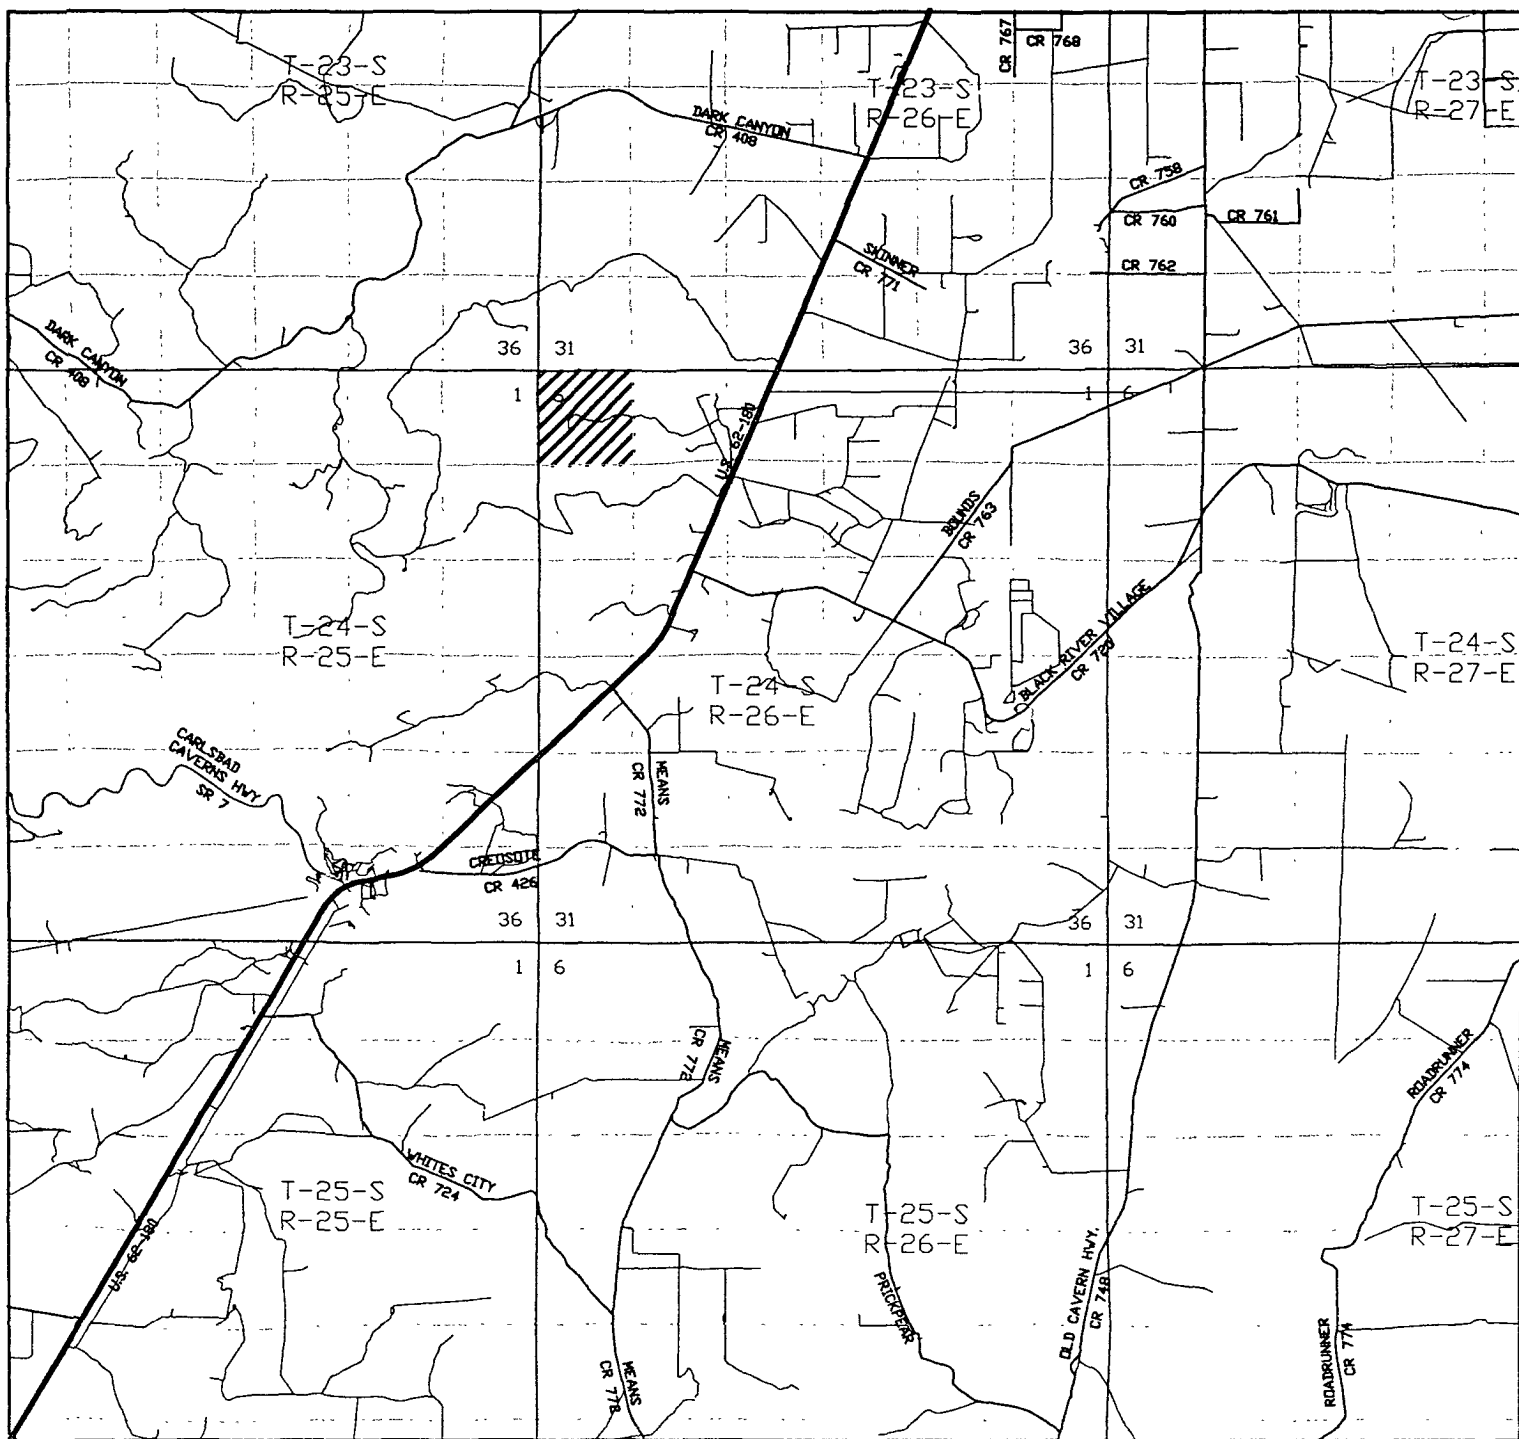 T-23-S
R-25-E
T-23-S
R-26-E
T-23-S
R-27-E
CR 767
CR 768
DARK CANYON
CR 408
CR 758
CR 760
CR 761
CR 762
SKINNER
CR 771
DARK CANYON
CR 408
36 31
1 6
36 31
1 6
U.S. 62-180
BOUNDS
CR 763
BLACK RIVER VILLAGE
CR 720
T-24-S
R-25-E
T-24-S
R-26-E
T-24-S
R-27-E
CARLSBAD
CAVERNS HWY
SR 7
MEANS
CR 772
CREOSOTE
CR 426
36 31
1 6
36 31
1 6
MEANS
CR 772
ROADRUNNER
CR 774
WHITES CITY
CR 724
T-25-S
R-25-E
T-25-S
R-26-E
T-25-S
R-27-E
U.S. 62-180
PRICKPEAR
OLD CAVERN HWY.
CR 748
ROADRUNNER
CR 774
MEANS
CR 772